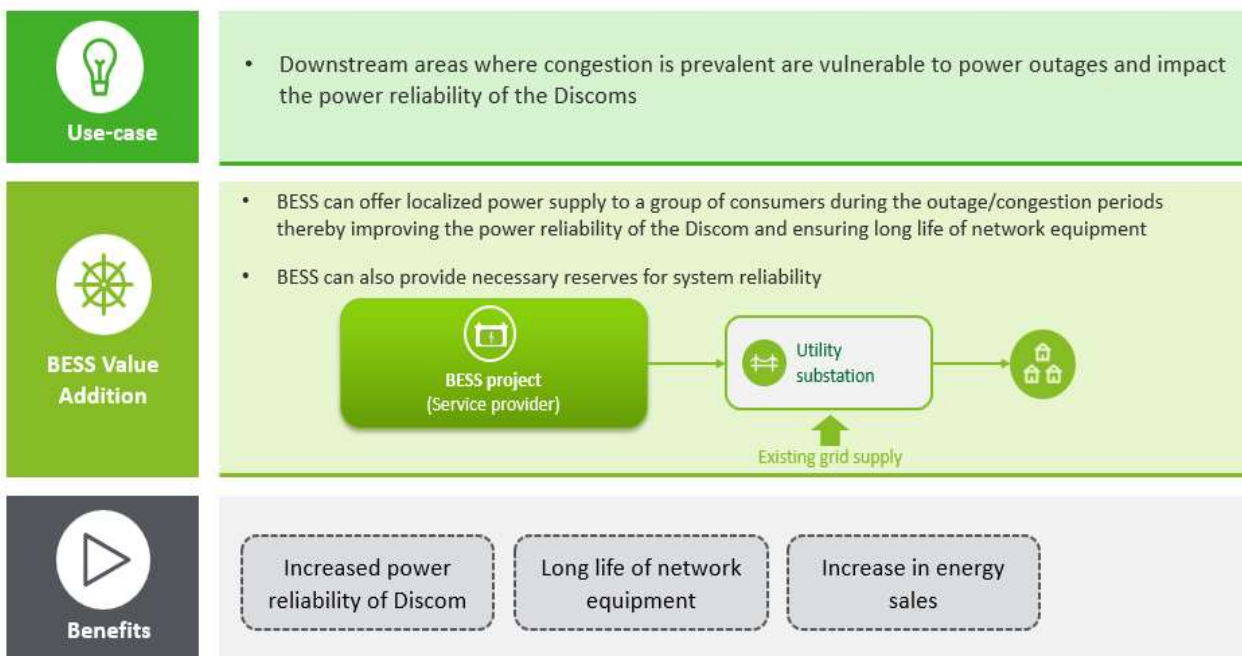 Use-case
• Downstream areas where congestion is prevalent are vulnerable to power outages and impact
the power reliability of the Discoms
BESS Value
Addition
• BESS can offer localized power supply to a group of consumers during the outage/congestion periods
thereby improving the power reliability of the Discom and ensuring long life of network equipment
• BESS can also provide necessary reserves for system reliability
BESS project
(Service provider)
Utility
substation
Existing grid supply
Benefits
Increased power
reliability of Discom
Long life of network
equipment
Increase in energy
sales